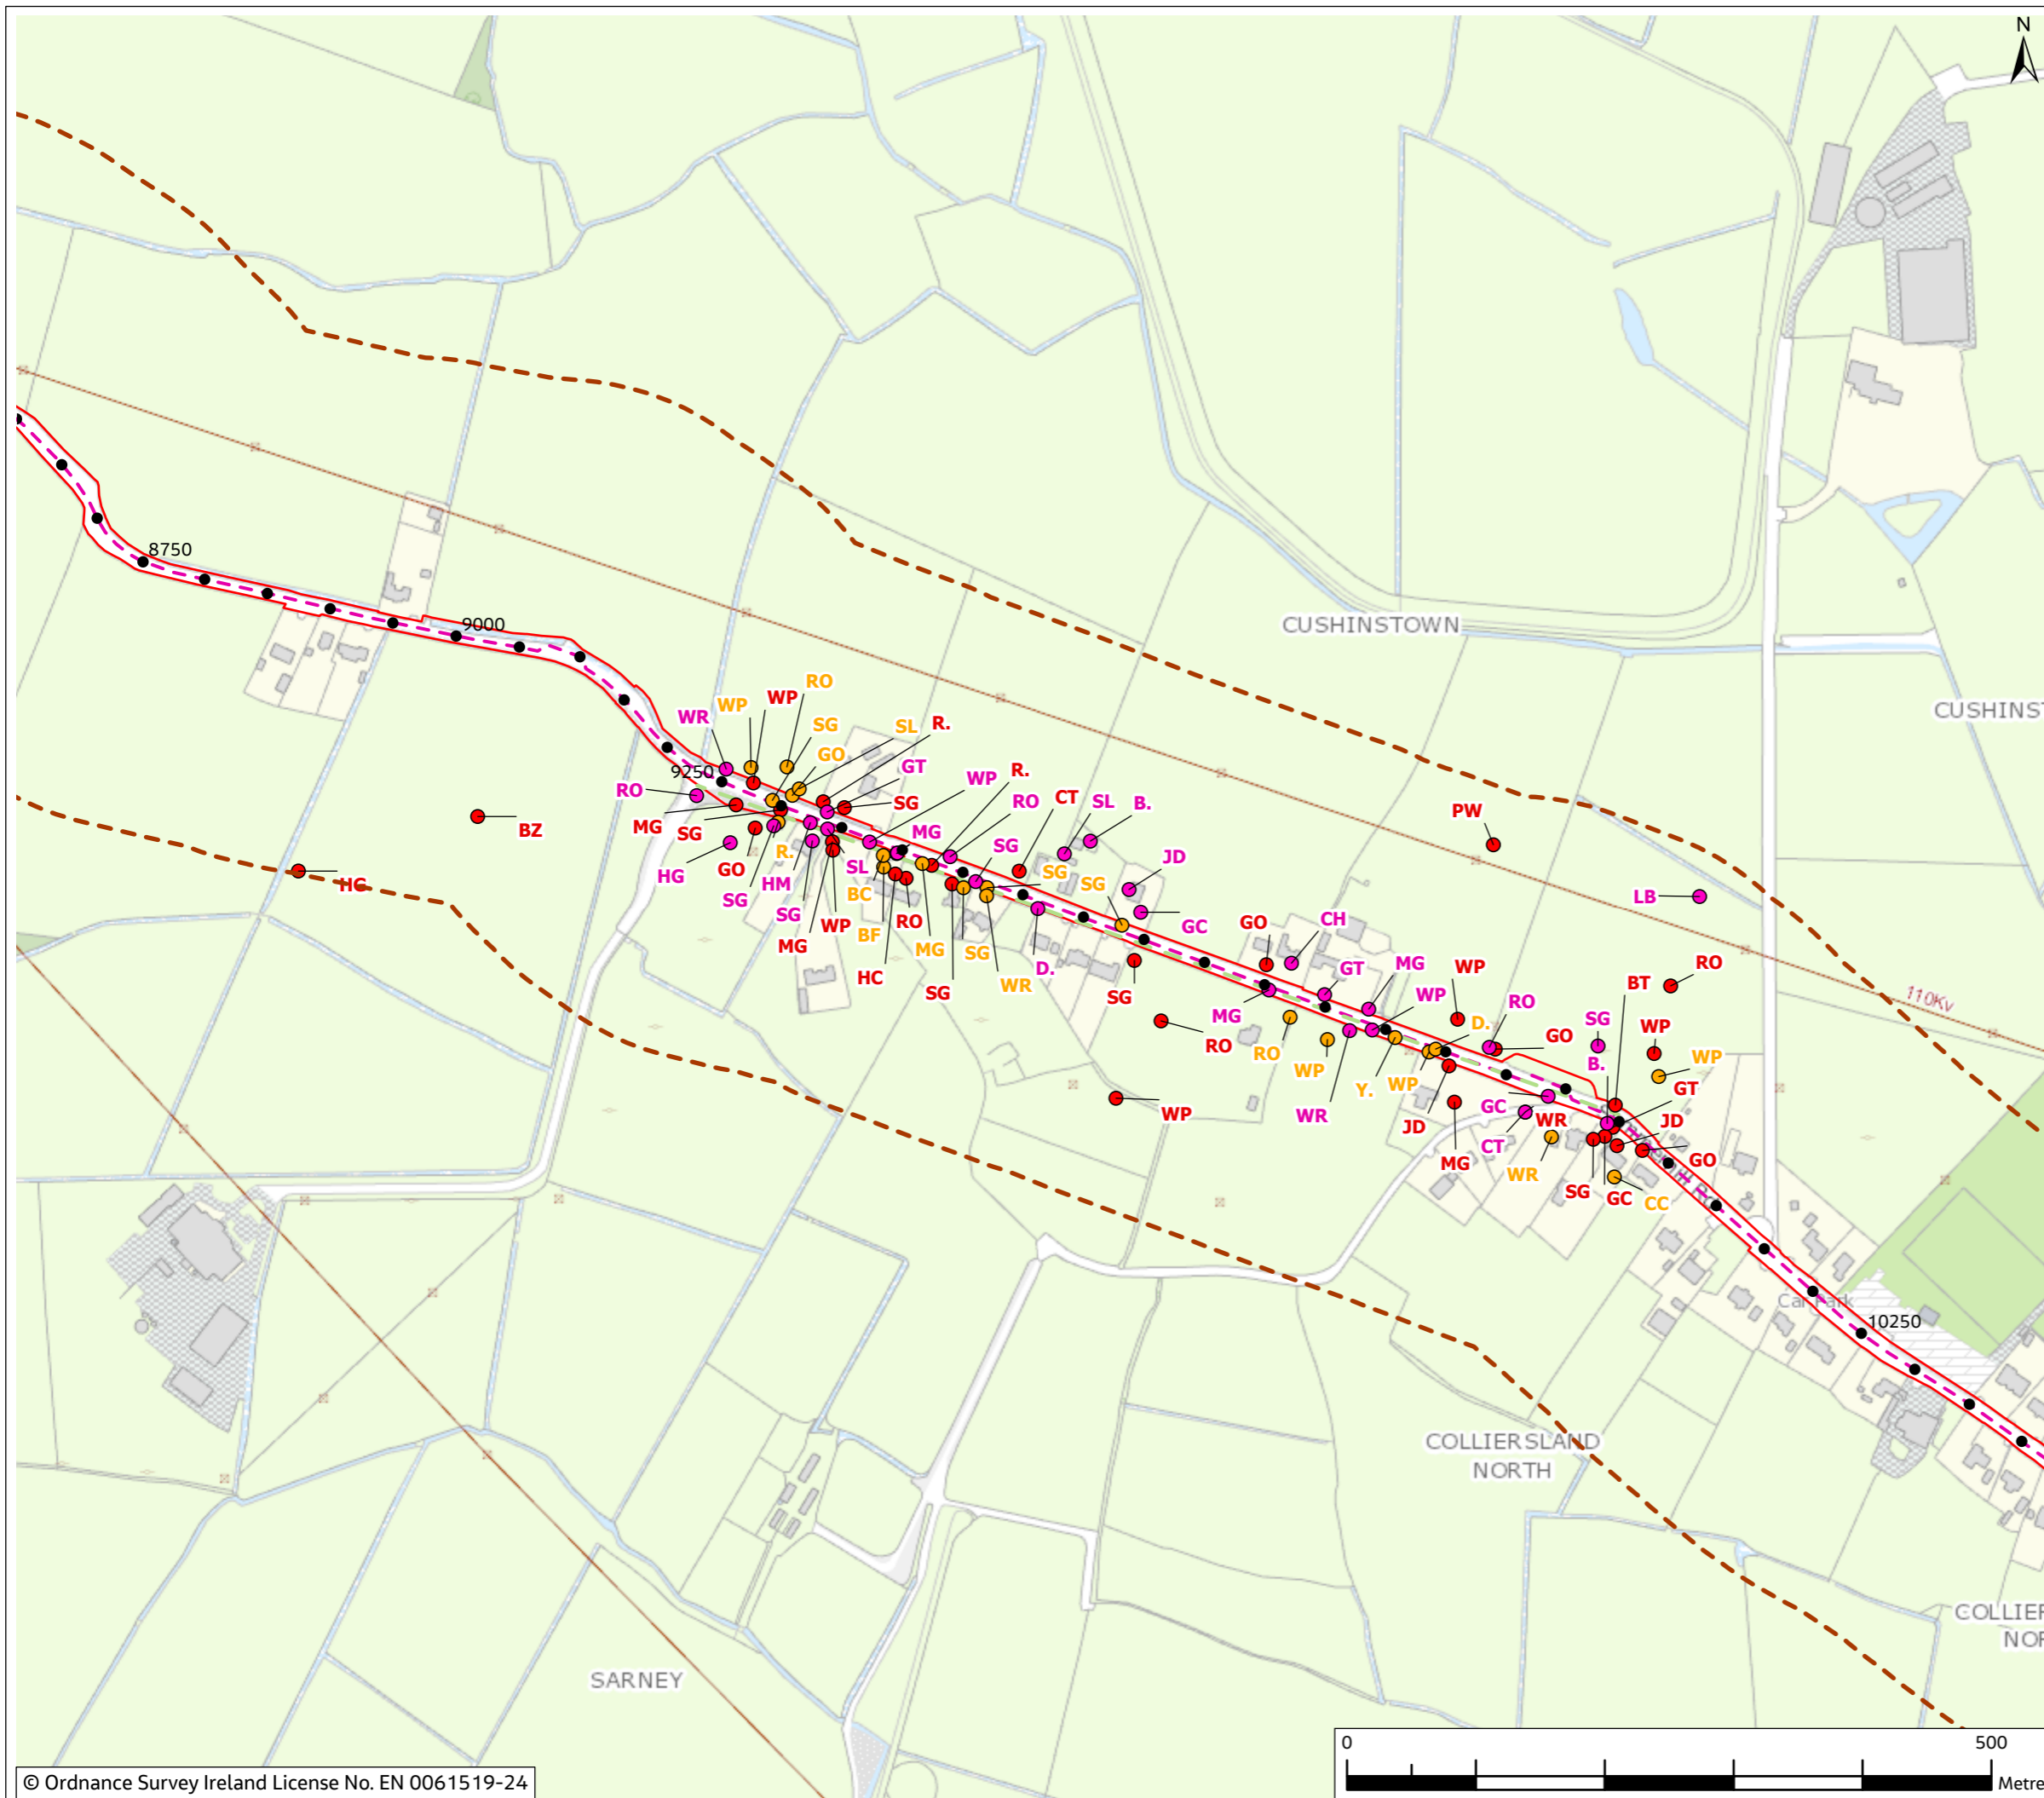 N
8750
9000
CUSHINSTOWN
RO
WP
WP
WR
SG
SL
R.
CUSHINST
GO
GT
9250
WP
R.
RO
SG
RO
CT
SL
B.
PW
BZ
MG
SG
MG
SG
JD
R.
GO
SL
SG
SG
HG
HM
HG
BC
LB
SG
SG
WP
RO
GC
GO
CH
MG
BF
MG
SG
D.
GT
MG
WP
RO
HC
WR
SG
SG
WP
BT
110Kv
RO
MG
RO
D.
SG
WP
RO
GO
WP
B.
WP
Y.
WP
GT
WP
WR
JD
GC
WR
JD
CT
MG
WR
SG
GC
CC
GO
Car Park
10250
COLLIERSLAND
NORTH
COLLIER
NOR
SARNEY
0
500
Metre
© Ordnance Survey Ireland License No. EN 0061519-24